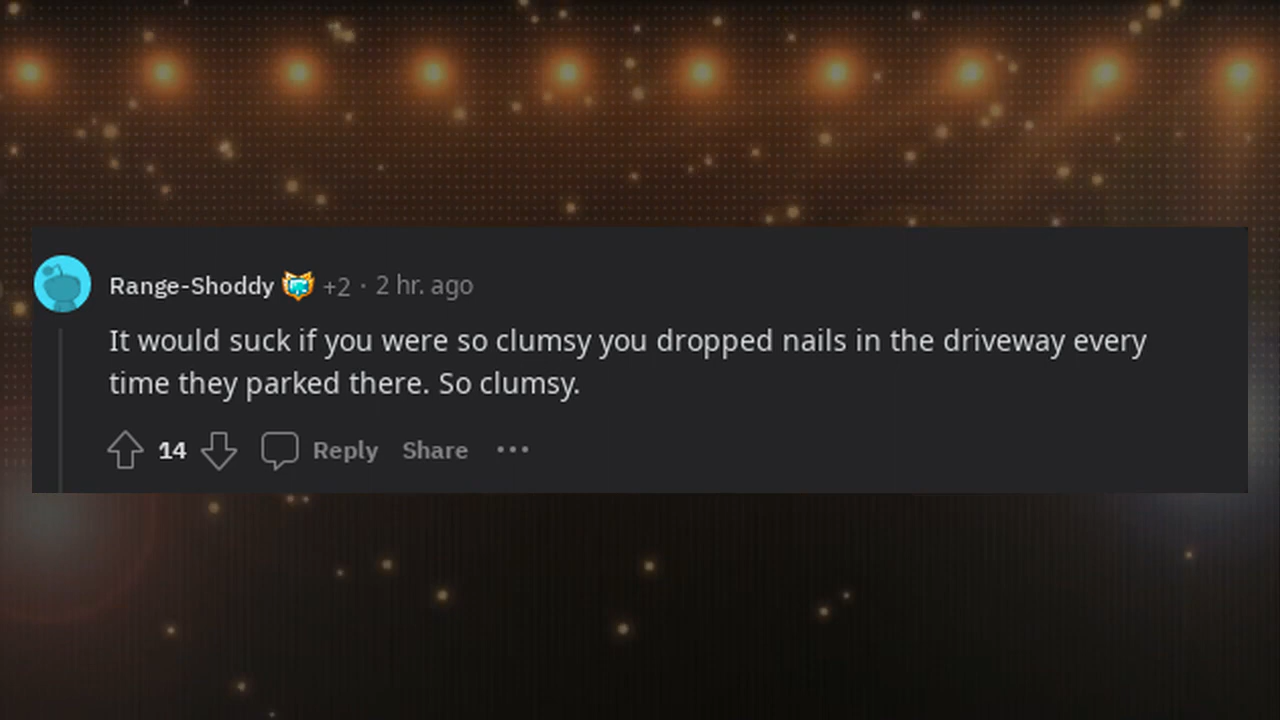 Range-Shoddy +2 · 2 hr. ago
It would suck if you were so clumsy you dropped nails in the driveway every
time they parked there. So clumsy.
14 Reply Share ...